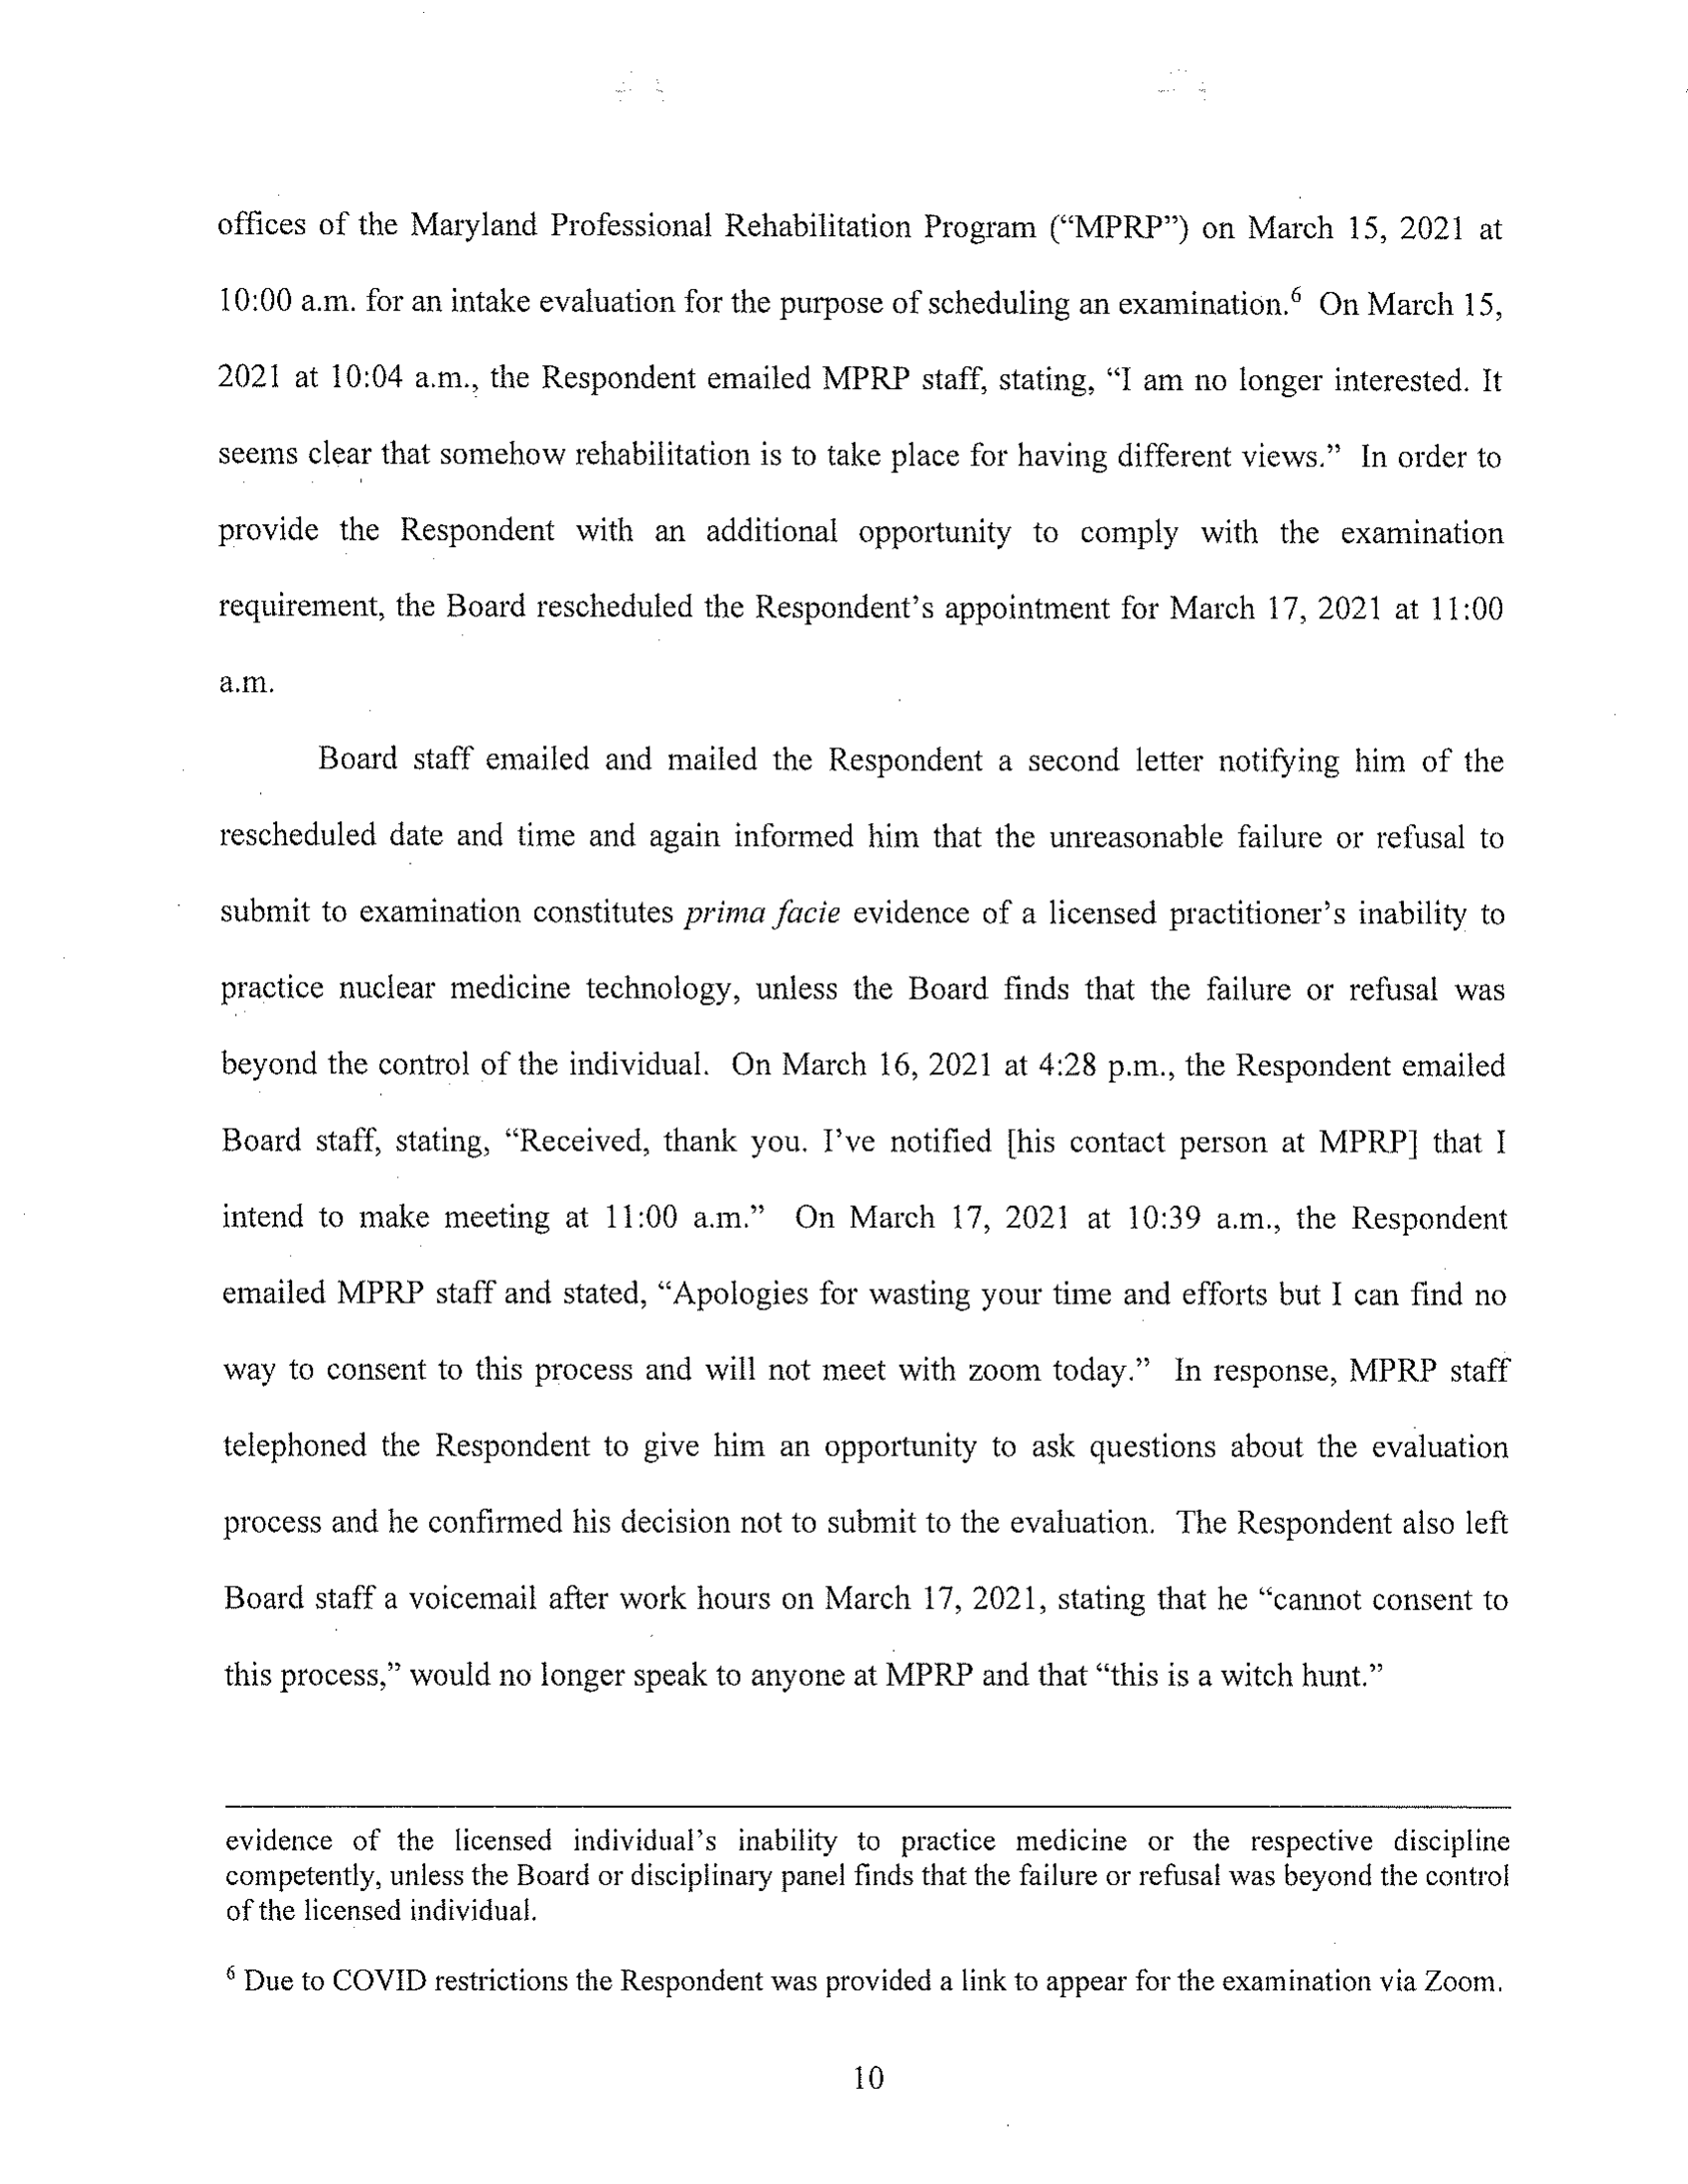 offices of the Maryland Professional Rehabilitation Program (“MPRP”) on March 15, 2021 at
10:00 a.m. for an intake evaluation for the purpose of scheduling an examination.⁶ On March 15,
2021 at 10:04 a.m., the Respondent emailed MPRP staff, stating, “I am no longer interested. It
seems clear that somehow rehabilitation is to take place for having different views.” In order to
provide the Respondent with an additional opportunity to comply with the examination
requirement, the Board rescheduled the Respondent’s appointment for March 17, 2021 at 11:00
a.m.
Board staff emailed and mailed the Respondent a second letter notifying him of the
rescheduled date and time and again informed him that the unreasonable failure or refusal to
submit to examination constitutes prima facie evidence of a licensed practitioner’s inability to
practice nuclear medicine technology, unless the Board finds that the failure or refusal was
beyond the control of the individual. On March 16, 2021 at 4:28 p.m., the Respondent emailed
Board staff, stating, “Received, thank you. I’ve notified [his contact person at MPRP] that I
intend to make meeting at 11:00 a.m.” On March 17, 2021 at 10:39 a.m., the Respondent
emailed MPRP staff and stated, “Apologies for wasting your time and efforts but I can find no
way to consent to this process and will not meet with zoom today.” In response, MPRP staff
telephoned the Respondent to give him an opportunity to ask questions about the evaluation
process and he confirmed his decision not to submit to the evaluation. The Respondent also left
Board staff a voicemail after work hours on March 17, 2021, stating that he “cannot consent to
this process,” would no longer speak to anyone at MPRP and that “this is a witch hunt.”
evidence of the licensed individual’s inability to practice medicine or the respective discipline
competently, unless the Board or disciplinary panel finds that the failure or refusal was beyond the control
of the licensed individual.
⁶ Due to COVID restrictions the Respondent was provided a link to appear for the examination via Zoom.
10